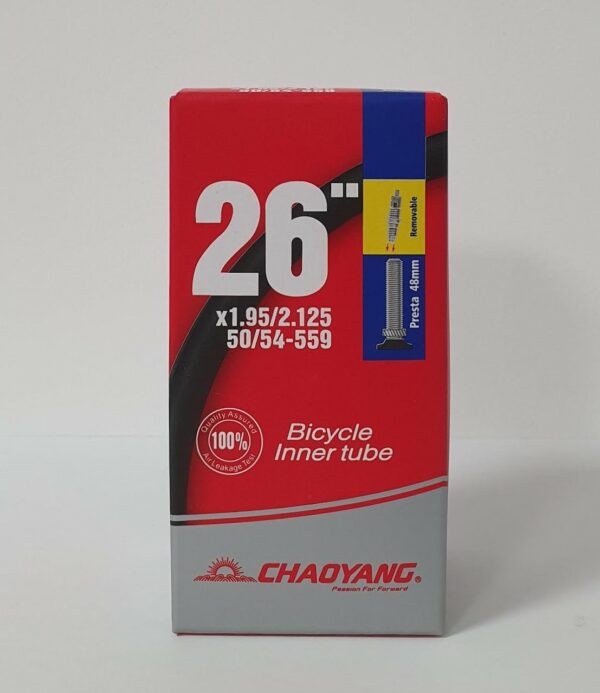 26"
x1.95/2.125
50/54-559
Removable
Presta 48mm
Quality Assured
100%
Air Leakage Test
Bicycle
Inner tube
CHAOYANG®
Passion For Forward